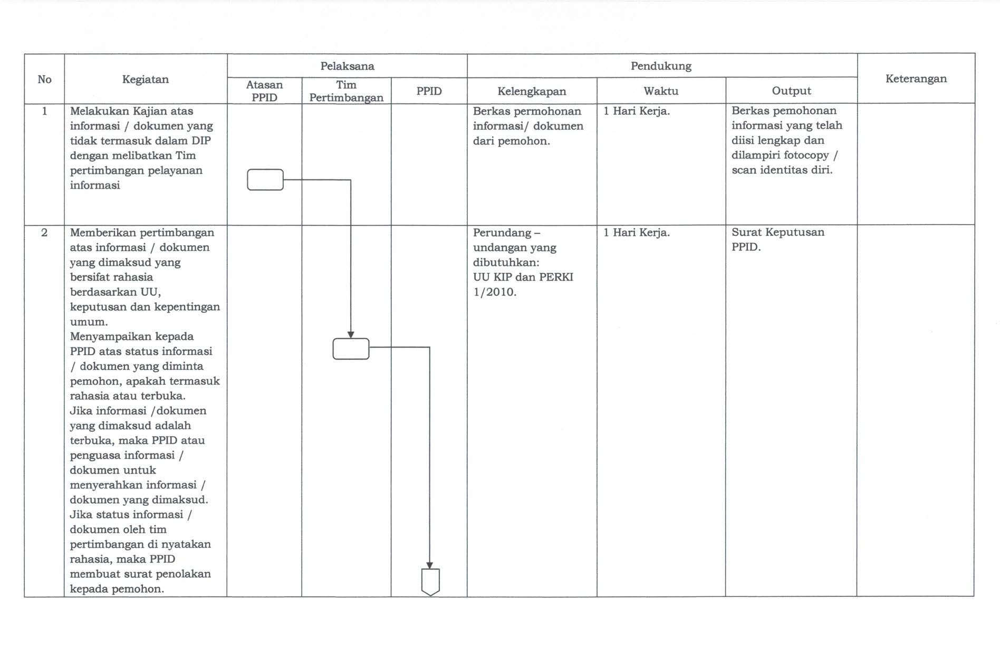 No
Kegiatan
Pelaksana
Pendukung
Keterangan
Atasan
PPID
Tim
Pertimbangan
PPID
Kelengkapan
Waktu
Output
1
Melakukan Kajian atas
informasi / dokumen yang
tidak termasuk dalam DIP
dengan melibatkan Tim
pertimbangan pelayanan
informasi
Berkas permohonan
informasi/ dokumen
dari pemohon.
1 Hari Kerja.
Berkas pemohonan
informasi yang telah
diisi lengkap dan
dilampiri fotocopy /
scan identitas diri.
2
Memberikan pertimbangan
atas informasi / dokumen
yang dimaksud yang
bersifat rahasia
berdasarkan UU,
keputusan dan kepentingan
umum.
Menyampaikan kepada
PPID atas status informasi
/ dokumen yang diminta
pemohon, apakah termasuk
rahasia atau terbuka.
Jika informasi /dokumen
yang dimaksud adalah
terbuka, maka PPID atau
penguasa informasi /
dokumen untuk
menyerahkan informasi /
dokumen yang dimaksud.
Jika status informasi /
dokumen oleh tim
pertimbangan di nyatakan
rahasia, maka PPID
membuat surat penolakan
kepada pemohon.
Perundang –
undangan yang
dibutuhkan:
UU KIP dan PERKI
1/2010.
1 Hari Kerja.
Surat Keputusan
PPID.